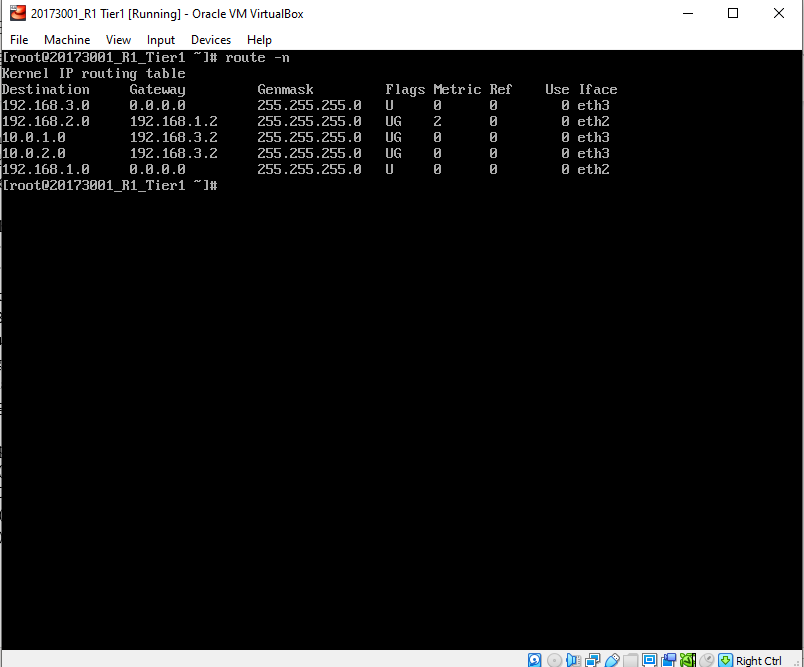 20173001_R1 Tier1 [Running] - Oracle VM VirtualBox
File Machine View Input Devices Help
[root@20173001_R1_Tier1 ~]# route -n
Kernel IP routing table
Destination Gateway Genmask Flags Metric Ref Use Iface
192.168.3.0 0.0.0.0 255.255.255.0 U 0 0 0 eth3
192.168.2.0 192.168.1.2 255.255.255.0 UG 2 0 0 eth2
10.0.1.0 192.168.3.2 255.255.255.0 UG 0 0 0 eth3
10.0.2.0 192.168.3.2 255.255.255.0 UG 0 0 0 eth3
192.168.1.0 0.0.0.0 255.255.255.0 U 0 0 0 eth2
[root@20173001_R1_Tier1 ~]#
Right Ctrl